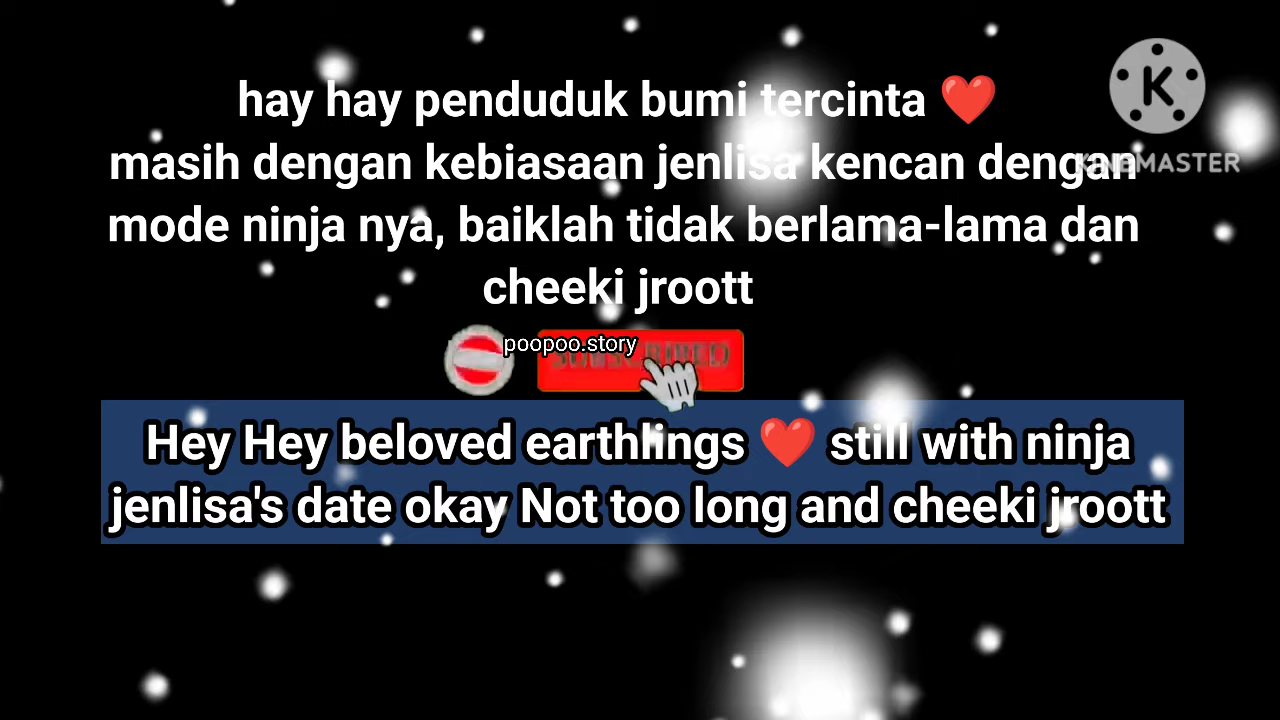 hay hay penduduk bumi tercinta ❤️
masih dengan kebiasaan jenlisa kencan dengan
mode ninja nya, baiklah tidak berlama-lama dan
cheeki jroott
KINEMASTER
poopoo.story
SUBSCRIBED
Hey Hey beloved earthlings ❤️ still with ninja
jenlisa's date okay Not too long and cheeki jroott